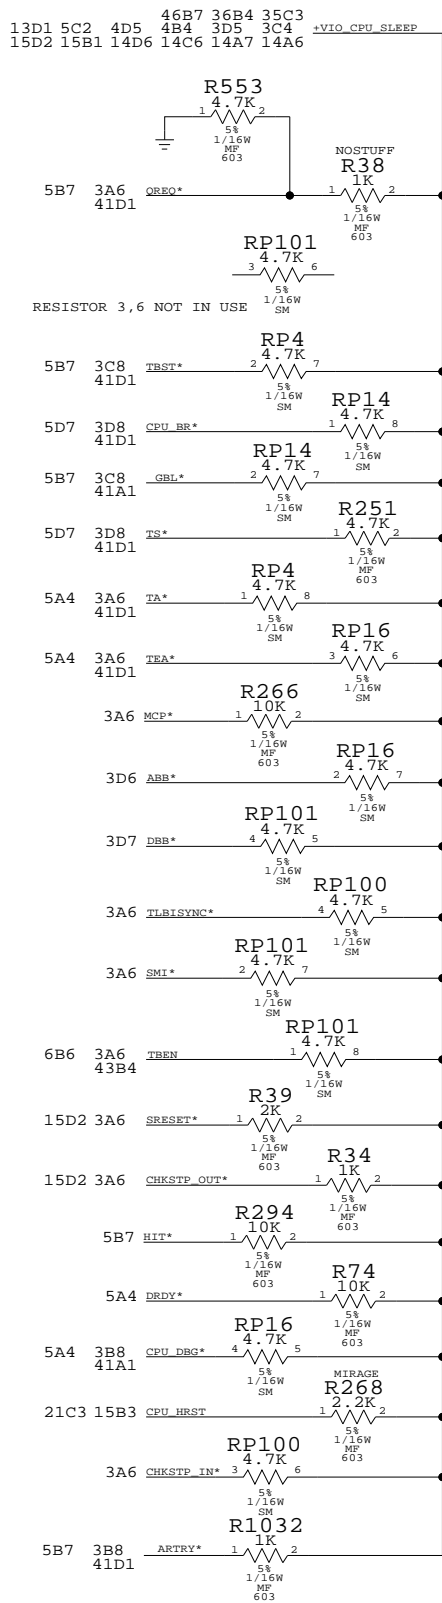 46B7 36B4 35C3
13D1 5C2 4D5 4B4 3D5 3C4 +VIO_CPU_SLEEP
15D2 15B1 14D6 14C6 14A7 14A6
R553
4.7K
1 2
5%
1/16W
MF
603
NOSTUFF
R38
1K
5B7 3A6 QREQ* 1 2
41D1
5%
1/16W
MF
603
RP101
4.7K
3 6
5%
1/16W
SM
RESISTOR 3,6 NOT IN USE
RP4
4.7K
5B7 3C8 TBST* 2 7
41D1
5%
1/16W
SM
RP14
4.7K
5D7 3D8 CPU_BR* 1 8
41D1
5%
1/16W
SM
RP14
4.7K
5B7 3C8 GBL* 2 7
41A1
5%
1/16W
SM
R251
4.7K
5D7 3D8 TS* 1 2
41D1
5%
1/16W
MF
603
RP4
4.7K
5A4 3A6 TA* 1 8
41D1
5%
1/16W
SM
RP16
4.7K
5A4 3A6 TEA* 3 6
41D1
5%
1/16W
SM
R266
10K
3A6 MCP* 1 2
5%
1/16W
MF
603
RP16
4.7K
3D6 ABB* 2 7
5%
1/16W
SM
RP101
4.7K
3D7 DBB* 4 5
5%
1/16W
SM
RP100
4.7K
3A6 TLBISYNC* 4 5
5%
1/16W
SM
RP101
4.7K
3A6 SMI* 2 7
5%
1/16W
SM
RP101
4.7K
6B6 3A6 TBEN 1 8
43B4
5%
1/16W
SM
R39
2K
15D2 3A6 SRESET* 1 2
5%
1/16W
MF
603
R34
1K
15D2 3A6 CHKSTP_OUT* 1 2
5%
1/16W
MF
603
R294
10K
5B7 HIT* 1 2
5%
1/16W
MF
603
R74
10K
5A4 DRDY* 1 2
5%
1/16W
MF
603
RP16
4.7K
5A4 3B8 CPU_DBG* 4 5
41A1
5%
1/16W
SM
MIRAGE
R268
2.2K
21C3 15B3 CPU_HRST 1 2
5%
1/16W
MF
603
RP100
4.7K
3A6 CHKSTP_IN* 3 6
5%
1/16W
SM
R1032
1K
5B7 3B8 ARTRY* 1 2
41D1
5%
1/16W
MF
603